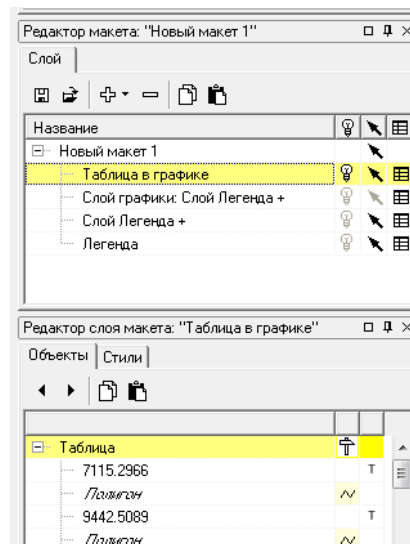 Редактор макета: "Новый макет 1"
Слой
Название
Новый макет 1
Таблица в графике
Слой графики: Слой Легенда +
Слой Легенда +
Легенда
Редактор слоя макета: "Таблица в графике"
Объекты Стили
Таблица
7115.2966 T
Полигон
9442.5089 T
Полигон